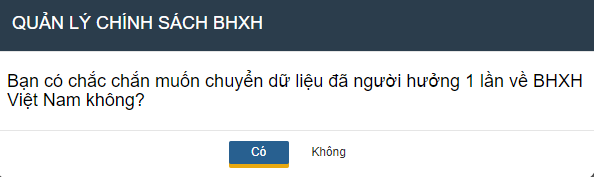 QUẢN LÝ CHÍNH SÁCH BHXH
Bạn có chắc chắn muốn chuyển dữ liệu đã người hưởng 1 lần về BHXH
Việt Nam không?
Có
Không